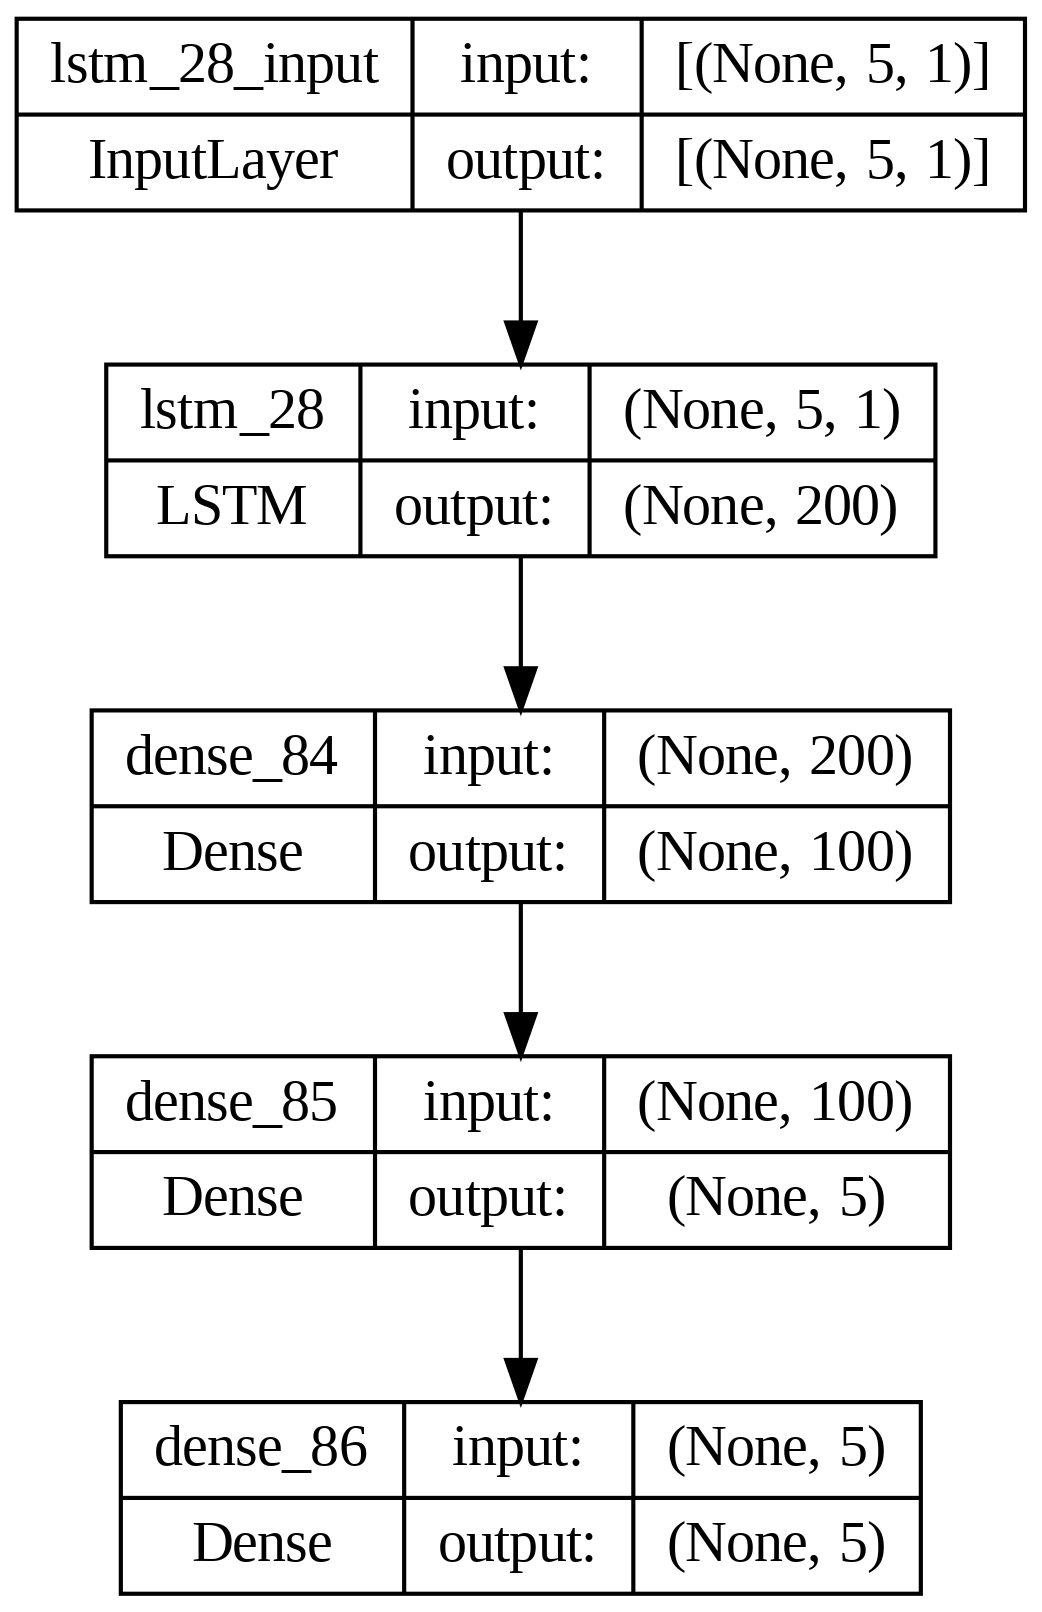 lstm_28_input input: [(None, 5, 1)]
InputLayer output: [(None, 5, 1)]
lstm_28 input: (None, 5, 1)
LSTM output: (None, 200)
dense_84 input: (None, 200)
Dense output: (None, 100)
dense_85 input: (None, 100)
Dense output: (None, 5)
dense_86 input: (None, 5)
Dense output: (None, 5)